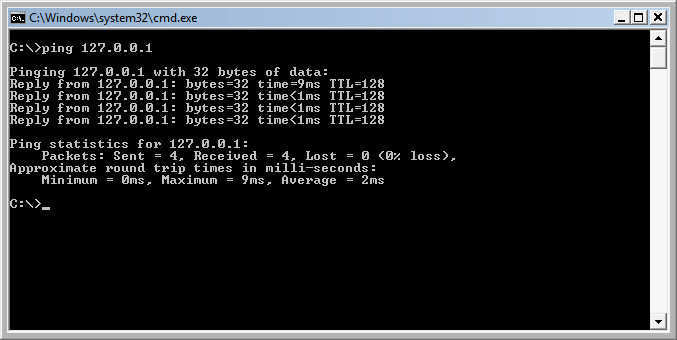 C:\Windows\system32\cmd.exe
C:\>ping 127.0.0.1
Pinging 127.0.0.1 with 32 bytes of data:
Reply from 127.0.0.1: bytes=32 time=9ms TTL=128
Reply from 127.0.0.1: bytes=32 time<1ms TTL=128
Reply from 127.0.0.1: bytes=32 time<1ms TTL=128
Reply from 127.0.0.1: bytes=32 time<1ms TTL=128
Ping statistics for 127.0.0.1:
    Packets: Sent = 4, Received = 4, Lost = 0 (0% loss),
Approximate round trip times in milli-seconds:
    Minimum = 0ms, Maximum = 9ms, Average = 2ms
C:\>_